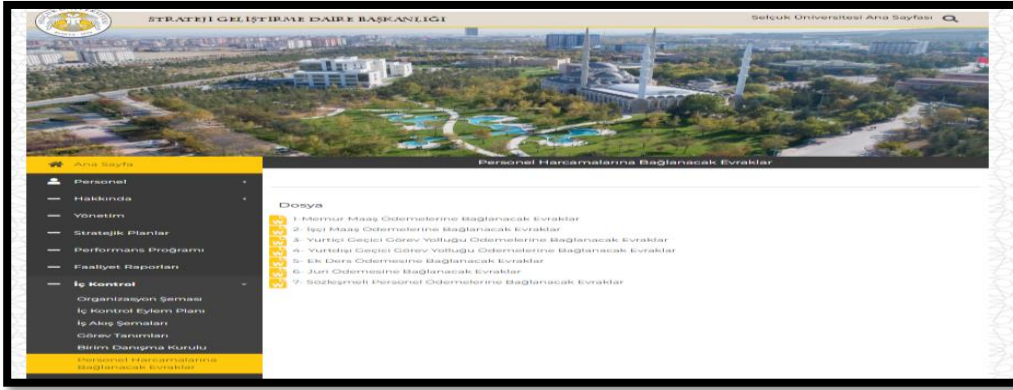 STRATEJİ GELİŞTİRME DAİRE BAŞKANLIĞI
Selçuk Üniversitesi Ana Sayfası
Ana Sayfa
Personel Harcamalarına Bağlanacak Evraklar
Personel
Hakkında
Yönetim
Stratejik Planlar
Performans Programı
Faaliyet Raporları
İç Kontrol
Organizasyon Şeması
İç Kontrol Eylem Planı
İş Akış Şemaları
Görev Tanımları
Birim Danışma Kurulu
Personel Harcamalarına
Bağlanacak Evraklar
Dosya
1-Memur Maaş Ödemelerine Bağlanacak Evraklar
2- İşçi Maaş Ödemelerine Bağlanacak Evraklar
3- Yurtiçi Geçici Görev Yolluğu Ödemelerine Bağlanacak Evraklar
4- Yurtdışı Geçici Görev Yolluğu Ödemelerine Bağlanacak Evraklar
5- Ek Ders Ödemesine Bağlanacak Evraklar
6- Juri Ödemesine Bağlanacak Evraklar
7- Sözleşmeli Personel Ödemelerine Bağlanacak Evraklar